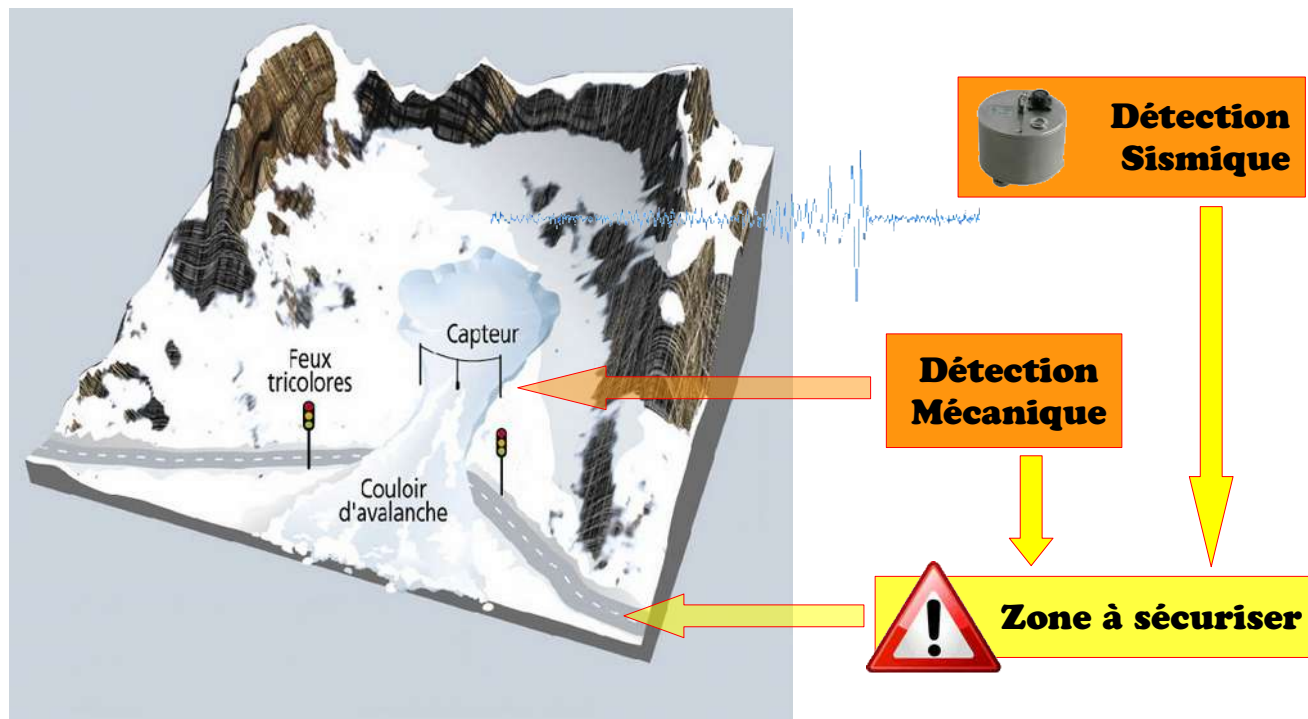 Détection
Sismique
Capteur
Feux
tricolores
Détection
Mécanique
Couloir
d'avalanche
Zone à sécuriser